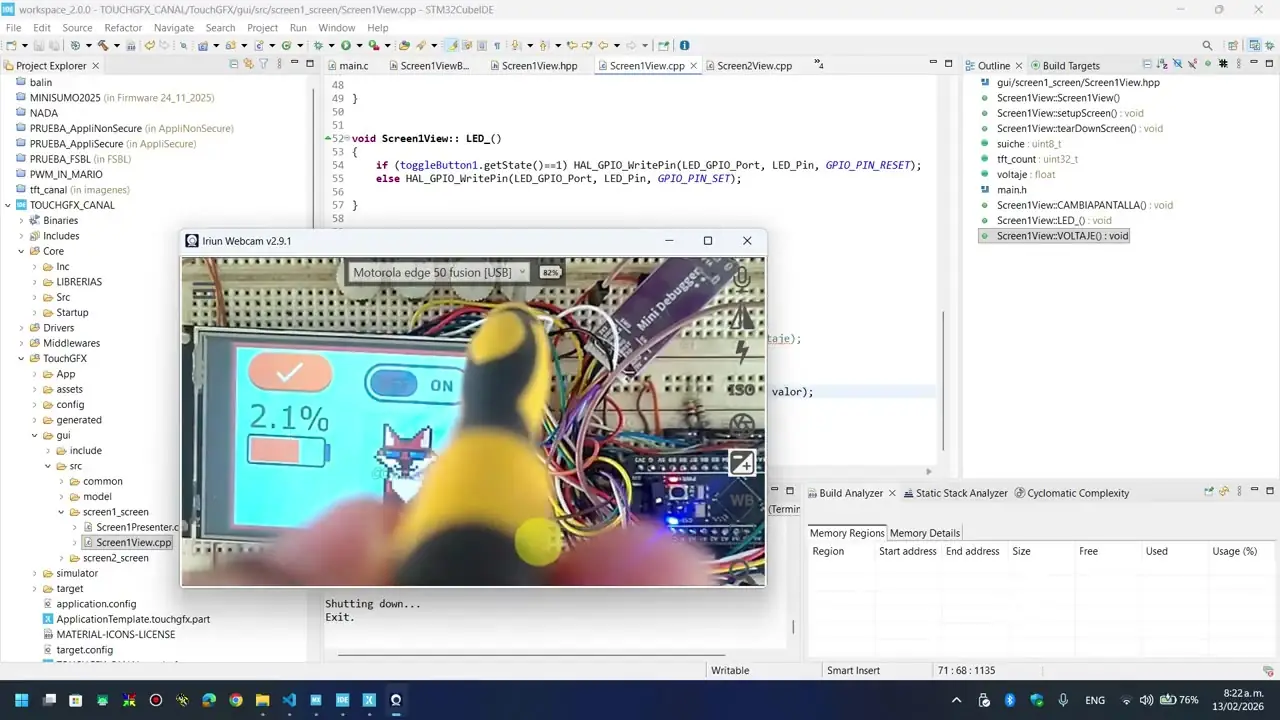 workspace_2.0.0 - TOUCHGFX_CANAL/TouchGFX/gui/src/screen1_screen/Screen1View.cpp - STM32CubeIDE
File Edit Source Refactor Navigate Search Project Run Window Help
Project Explorer
main.c
Screen1ViewB...
Screen1View.hpp
Screen1View.cpp
Screen2View.cpp
4
Outline
Build Targets
balin
MINISUMO2025 (in Firmware 24_11_2025)
NADA
PRUEBA_AppliNonSecure (in AppliNonSecure)
PRUEBA_AppliSecure (in AppliSecure)
PRUEBA_FSBL (in FSBL)
PWM_IN_MARIO
tft_canal (in imagenes)
TOUCHGFX_CANAL
Binaries
Includes
Core
Inc
LIBRERIAS
Src
Startup
Drivers
Middlewares
TouchGFX
App
assets
config
generated
gui
include
src
common
model
screen1_screen
Screen1Presenter.c
Screen1View.cpp
screen2_screen
simulator
target
application.config
ApplicationTemplate.touchgfx.part
MATERIAL-ICONS-LICENSE
target.config
48
49 }
50
51
52 void Screen1View:: LED_()
53 {
54 if (toggleButton1.getState()==1) HAL_GPIO_WritePin(LED_GPIO_Port, LED_Pin, GPIO_PIN_RESET);
55 else HAL_GPIO_WritePin(LED_GPIO_Port, LED_Pin, GPIO_PIN_SET);
56
57 }
58
taje);
valor);
Iriun Webcam v2.9.1
Motorola edge 50 fusion [USB]
82%
Mini Debugger
ON
2.1%
ISO
WB
(Termin
Shutting down...
Exit.
gui/screen1_screen/Screen1View.hpp
Screen1View::Screen1View()
Screen1View::setupScreen() : void
Screen1View::tearDownScreen() : void
suiche : uint8_t
tft_count : uint32_t
voltaje : float
main.h
Screen1View::CAMBIAPANTALLA() : void
Screen1View::LED_() : void
Screen1View::VOLTAJE() : void
Build Analyzer
Static Stack Analyzer
Cyclomatic Complexity
Memory Regions Memory Details
Region Start address End address Size Free Used Usage (%)
Writable
Smart Insert
71 : 68 : 1135
ENG
76%
8:22 a.m.
13/02/2026